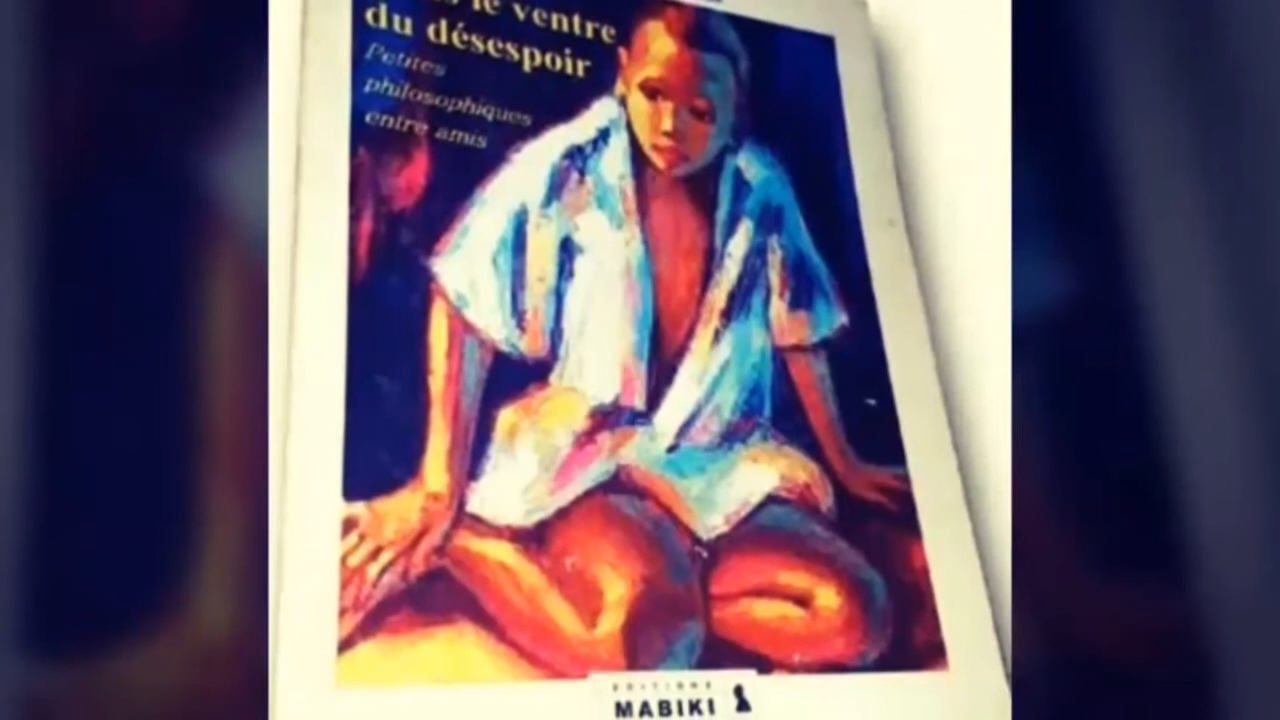 le ventre
du désespoir
Petites
philosophiques
entre amis
EDITIONS
MABIKI